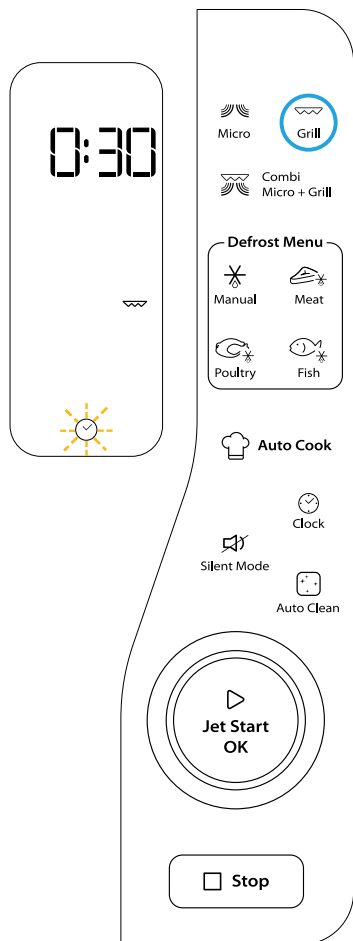 0:30
Micro
Grill
Combi
Micro + Grill
Defrost Menu
Manual
Meat
Poultry
Fish
Auto Cook
Clock
Silent Mode
Auto Clean
Jet Start
OK
Stop